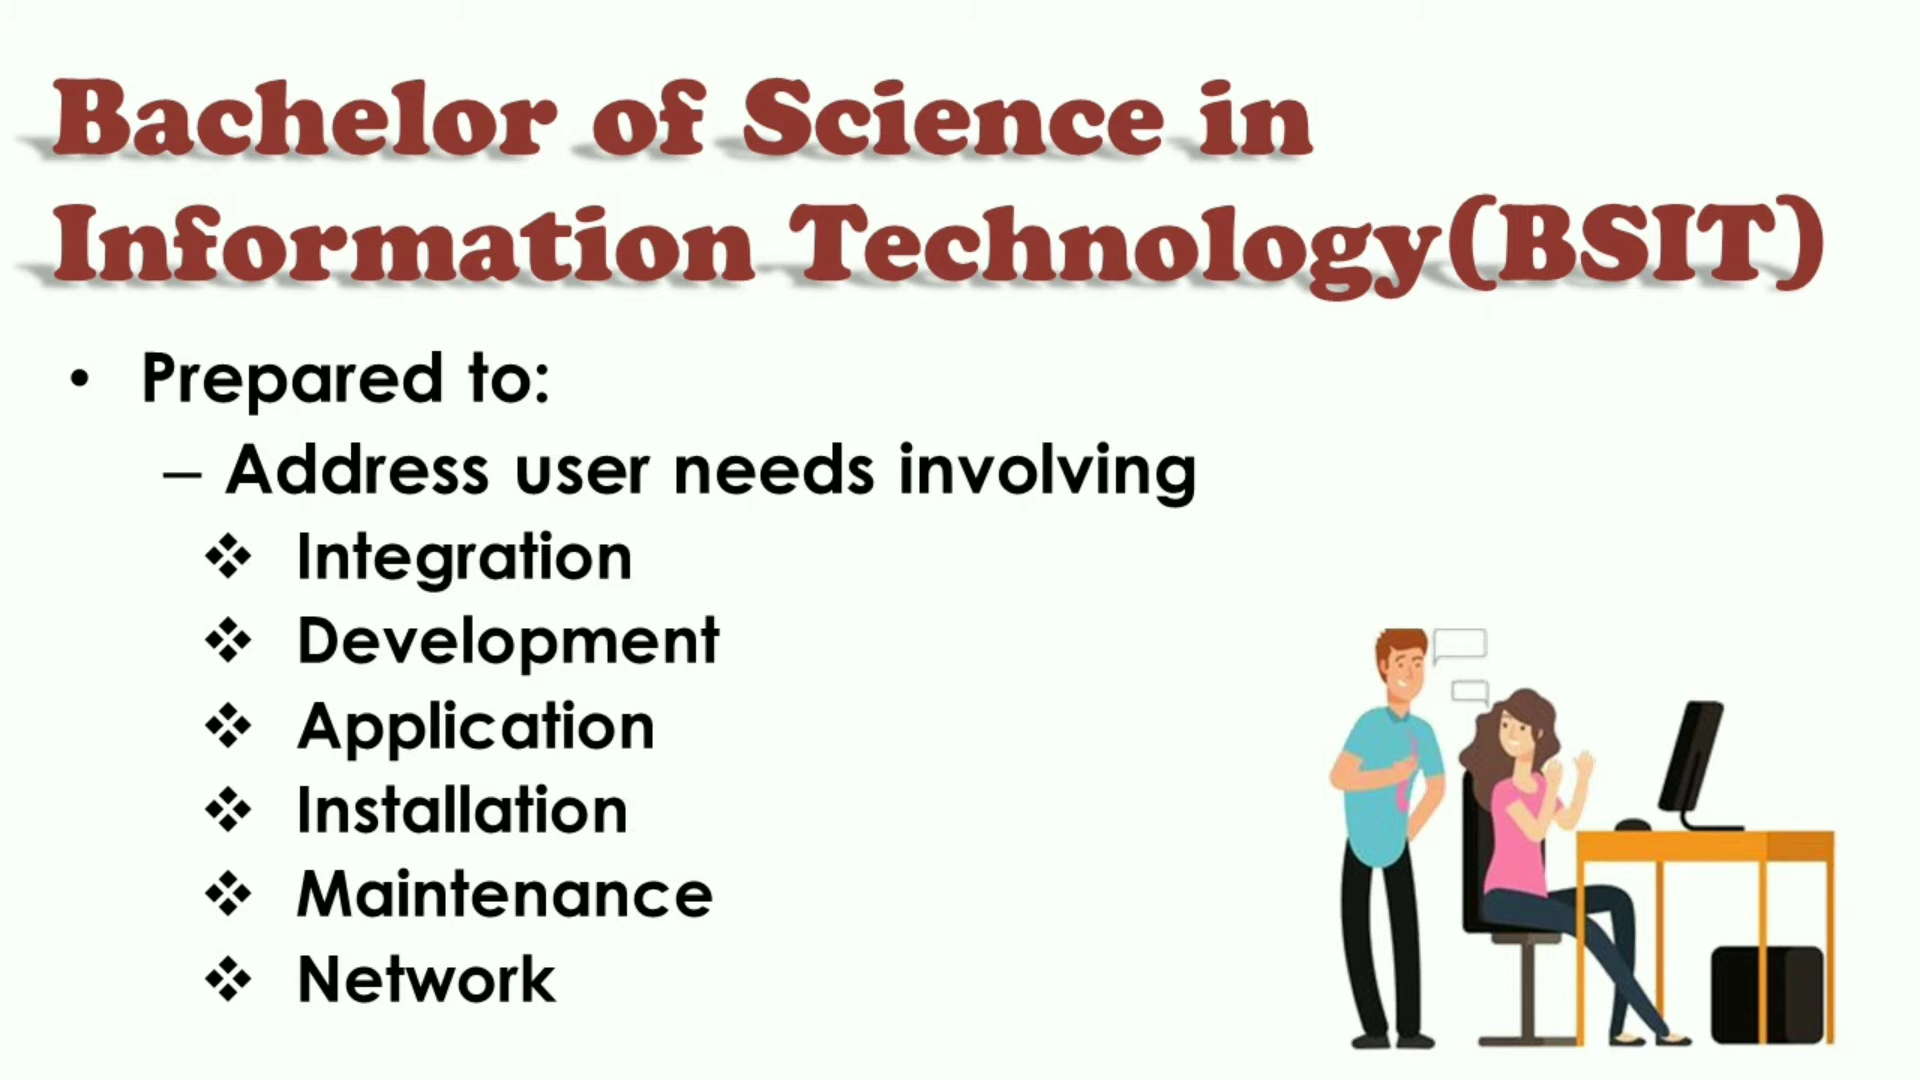 Bachelor of Science in
Information Technology(BSIT)
• Prepared to:
– Address user needs involving
❖ Integration
❖ Development
❖ Application
❖ Installation
❖ Maintenance
❖ Network